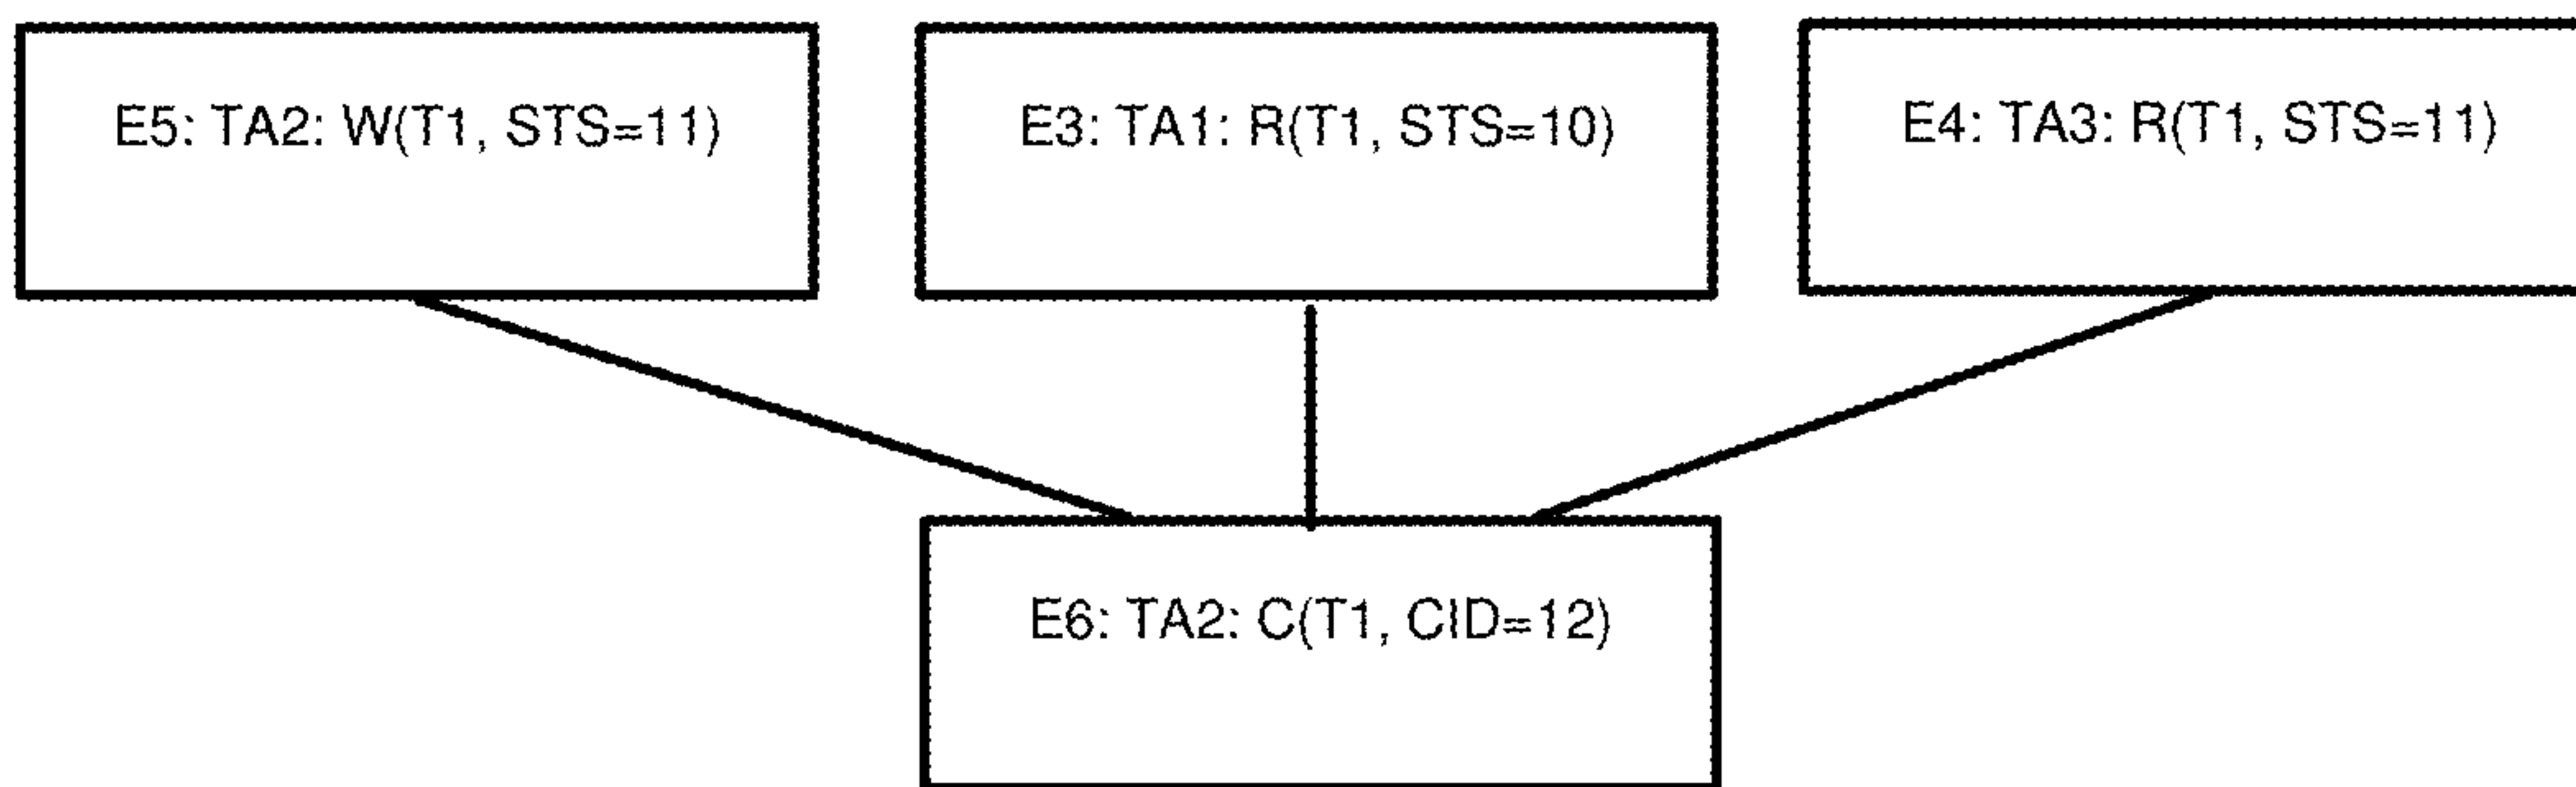 E5: TA2: W(T1, STS=11)
E3: TA1: R(T1, STS=10)
E4: TA3: R(T1, STS=11)
E6: TA2: C(T1, CID=12)